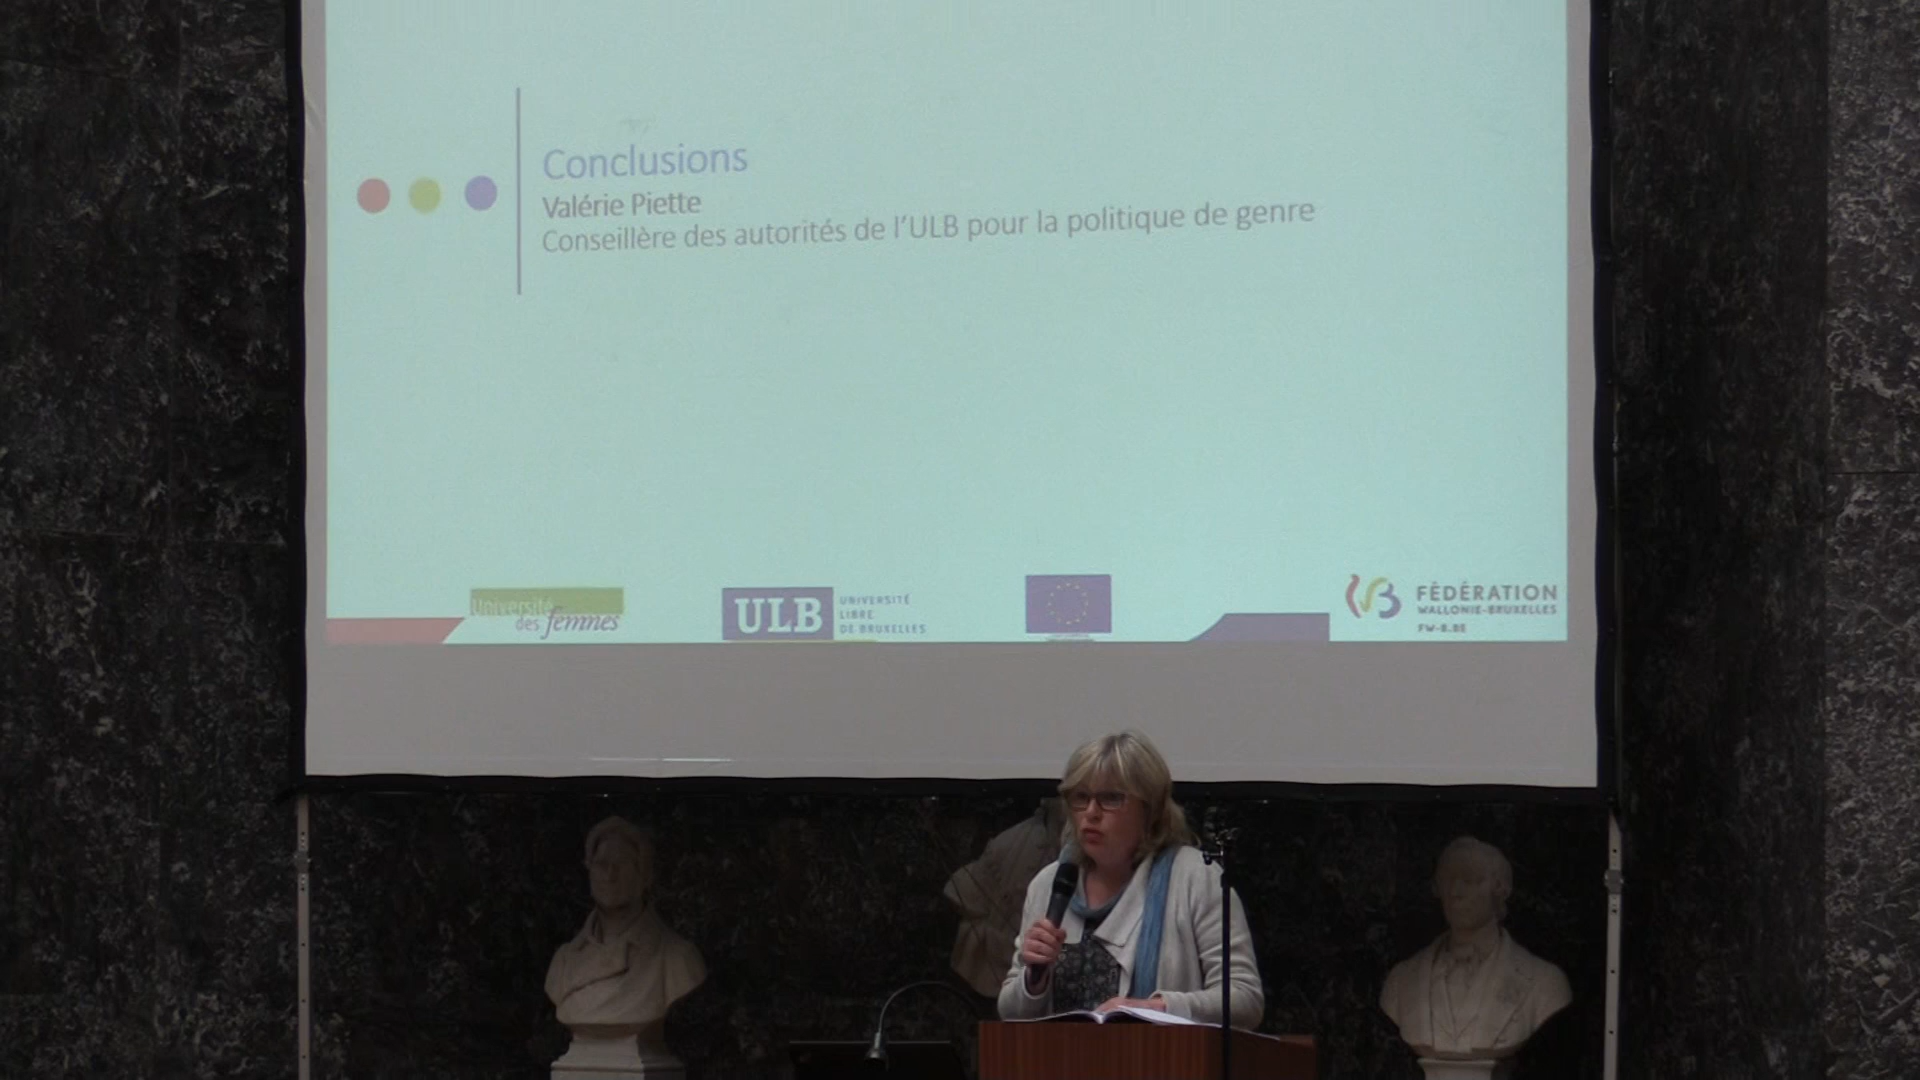 Conclusions
Valérie Piette
Conseillère des autorités de l'ULB pour la politique de genre
Université
des femmes
ULB
UNIVERSITÉ
LIBRE
DE BRUXELLES
FÉDÉRATION
WALLONIE-BRUXELLES
FW-B.BE